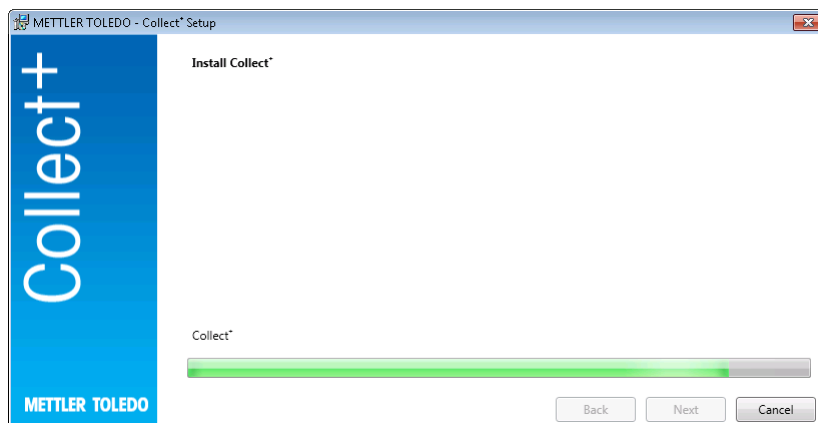 METTLER TOLEDO - Collect+ Setup
Collect+
Install Collect+
Collect+
METTLER TOLEDO
Back
Next
Cancel